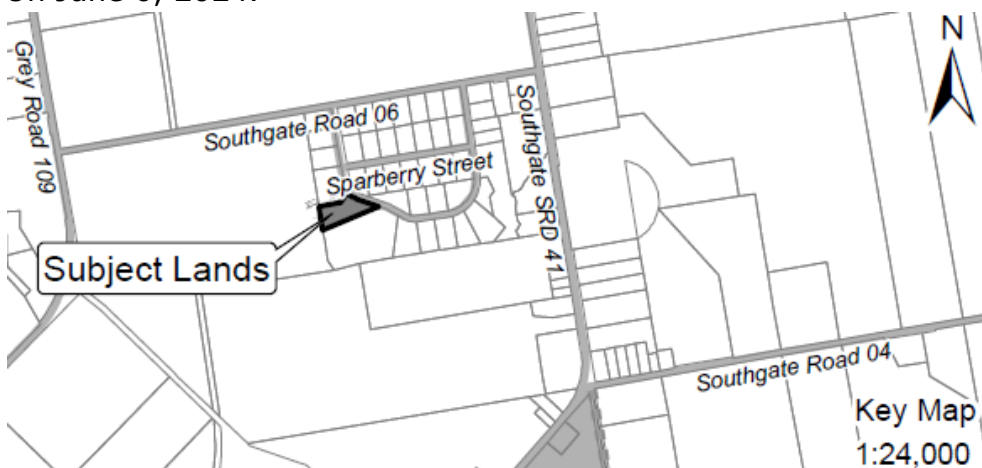 on June 6, 2024.
N
Grey Road 109
Southgate Road 06
Southgate SRD 41
Sparberry Street
Subject Lands
Southgate Road 04
Key Map
1:24,000